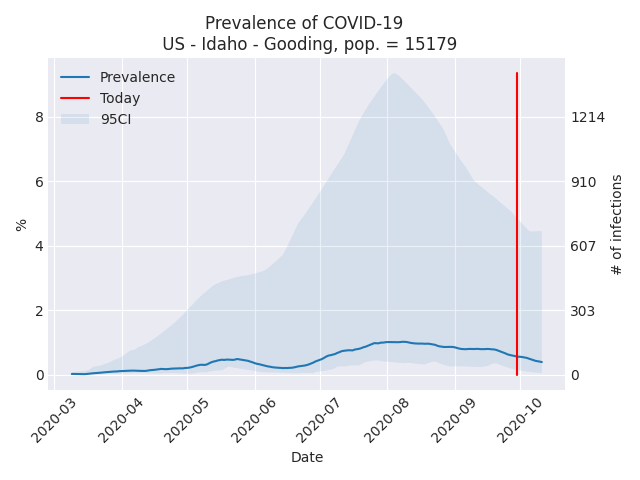 Prevalence of COVID-19
US - Idaho - Gooding, pop. = 15179
Prevalence
Today
95CI
8
6
4
2
0
%
1214
910
607
303
0
# of infections
2020-03
2020-04
2020-05
2020-06
2020-07
2020-08
2020-09
2020-10
Date